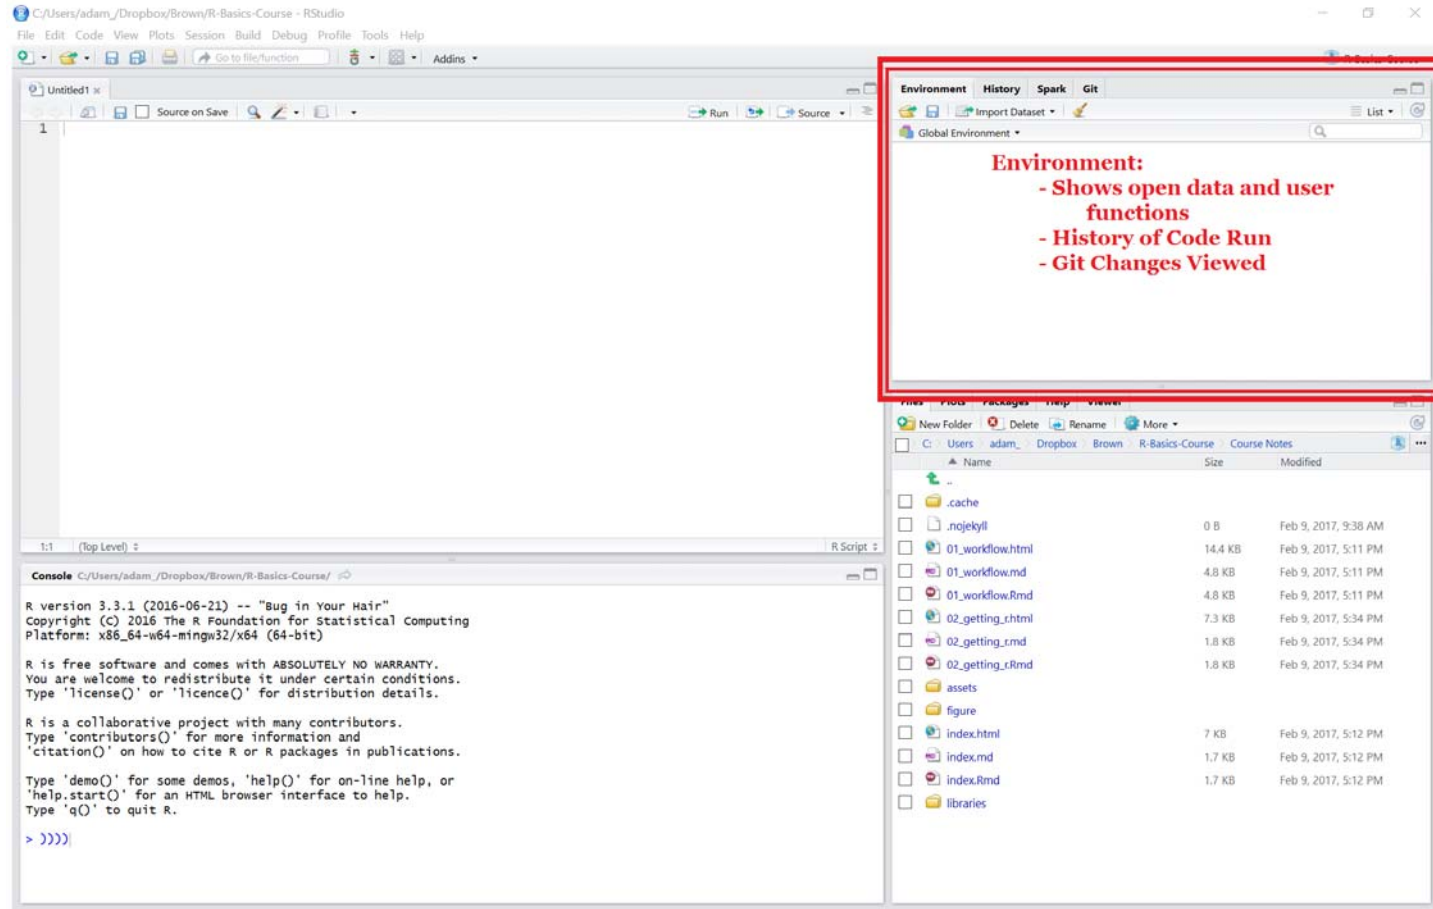 C:/Users/adam_/Dropbox/Brown/R-Basics-Course - RStudio
File Edit Code View Plots Session Build Debug Profile Tools Help
Go to file/function Addins
R-Basics-Course
Untitled1
Source on Save Run Source
1
1:1 (Top Level) R Script
Console C:/Users/adam_/Dropbox/Brown/R-Basics-Course/
R version 3.3.1 (2016-06-21) -- "Bug in Your Hair"
Copyright (C) 2016 The R Foundation for Statistical Computing
Platform: x86_64-w64-mingw32/x64 (64-bit)
R is free software and comes with ABSOLUTELY NO WARRANTY.
You are welcome to redistribute it under certain conditions.
Type 'license()' or 'licence()' for distribution details.
R is a collaborative project with many contributors.
Type 'contributors()' for more information and
'citation()' on how to cite R or R packages in publications.
Type 'demo()' for some demos, 'help()' for on-line help, or
'help.start()' for an HTML browser interface to help.
Type 'q()' to quit R.
> ))))
Environment History Spark Git
Import Dataset List
Global Environment
Environment:
- Shows open data and user
functions
- History of Code Run
- Git Changes Viewed
Files Plots Packages Help Viewer
New Folder Delete Rename More
C: Users adam_ Dropbox Brown R-Basics-Course Course Notes
Name Size Modified
..
.cache
.nojekyll 0 B Feb 9, 2017, 9:38 AM
01_workflow.html 14.4 KB Feb 9, 2017, 5:11 PM
01_workflow.md 4.8 KB Feb 9, 2017, 5:11 PM
01_workflow.Rmd 4.8 KB Feb 9, 2017, 5:11 PM
02_getting_r.html 7.3 KB Feb 9, 2017, 5:34 PM
02_getting_r.md 1.8 KB Feb 9, 2017, 5:34 PM
02_getting_r.Rmd 1.8 KB Feb 9, 2017, 5:34 PM
assets
figure
index.html 7 KB Feb 9, 2017, 5:12 PM
index.md 1.7 KB Feb 9, 2017, 5:12 PM
index.Rmd 1.7 KB Feb 9, 2017, 5:12 PM
libraries